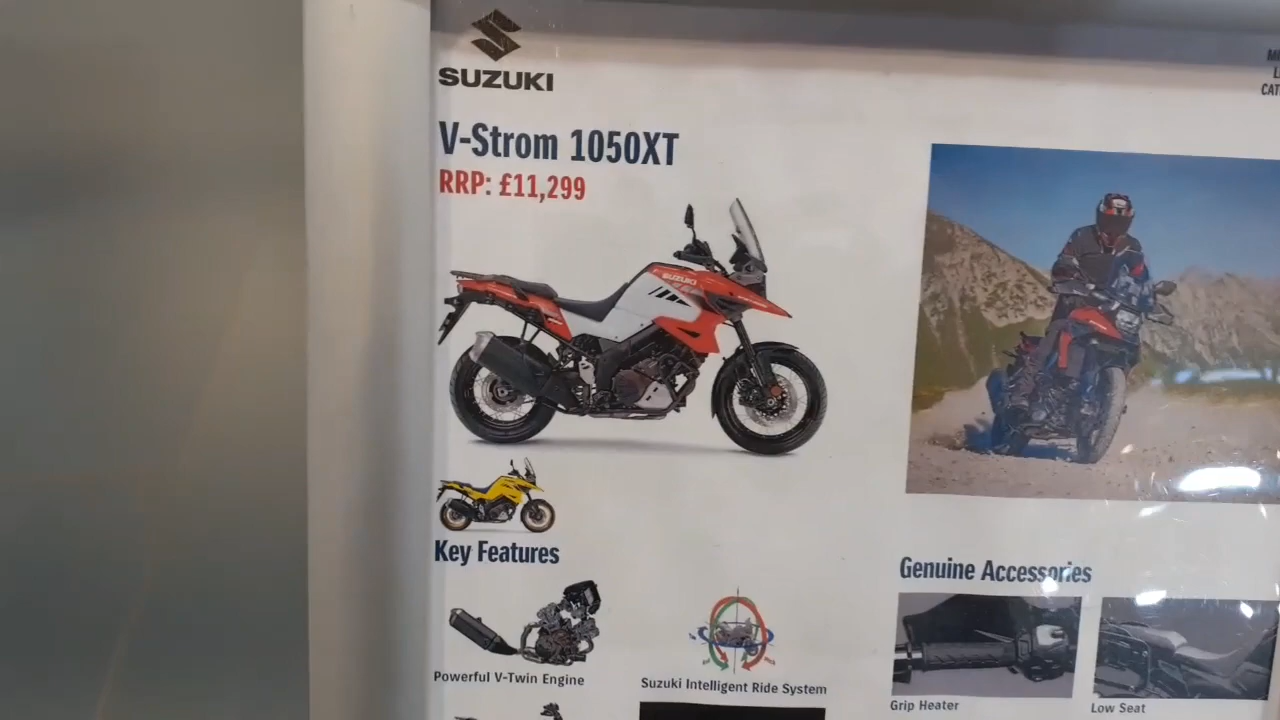 SUZUKI
V-Strom 1050XT
RRP: £11,299
SUZUKI
Key Features
Powerful V-Twin Engine
Suzuki Intelligent Ride System
Genuine Accessories
Grip Heater
Low Seat